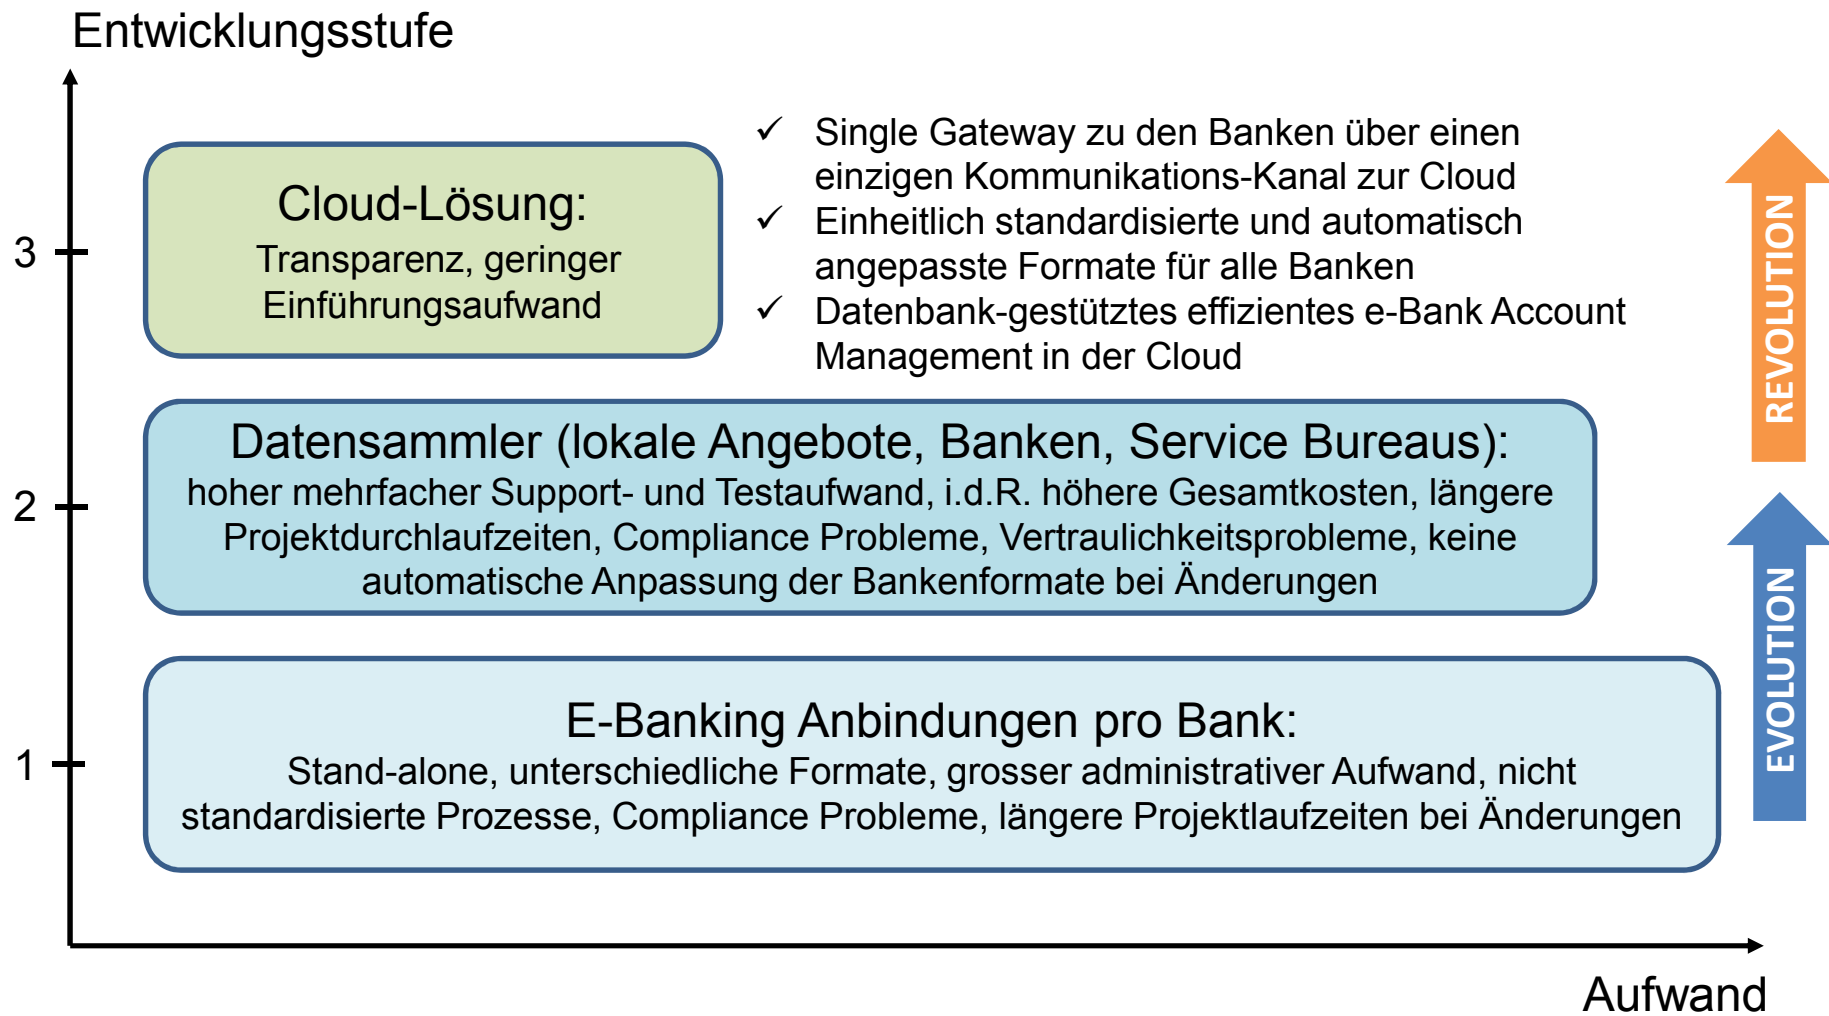 Entwicklungsstufe
3
Cloud-Lösung:
Transparenz, geringer
Einführungsaufwand
✓ Single Gateway zu den Banken über einen
einzigen Kommunikations-Kanal zur Cloud
✓ Einheitlich standardisierte und automatisch
angepasste Formate für alle Banken
✓ Datenbank-gestütztes effizientes e-Bank Account
Management in der Cloud
REVOLUTION
2
Datensammler (lokale Angebote, Banken, Service Bureaus):
hoher mehrfacher Support- und Testaufwand, i.d.R. höhere Gesamtkosten, längere
Projektdurchlaufzeiten, Compliance Probleme, Vertraulichkeitsprobleme, keine
automatische Anpassung der Bankenformate bei Änderungen
EVOLUTION
1
E-Banking Anbindungen pro Bank:
Stand-alone, unterschiedliche Formate, grosser administrativer Aufwand, nicht
standardisierte Prozesse, Compliance Probleme, längere Projektlaufzeiten bei Änderungen
Aufwand